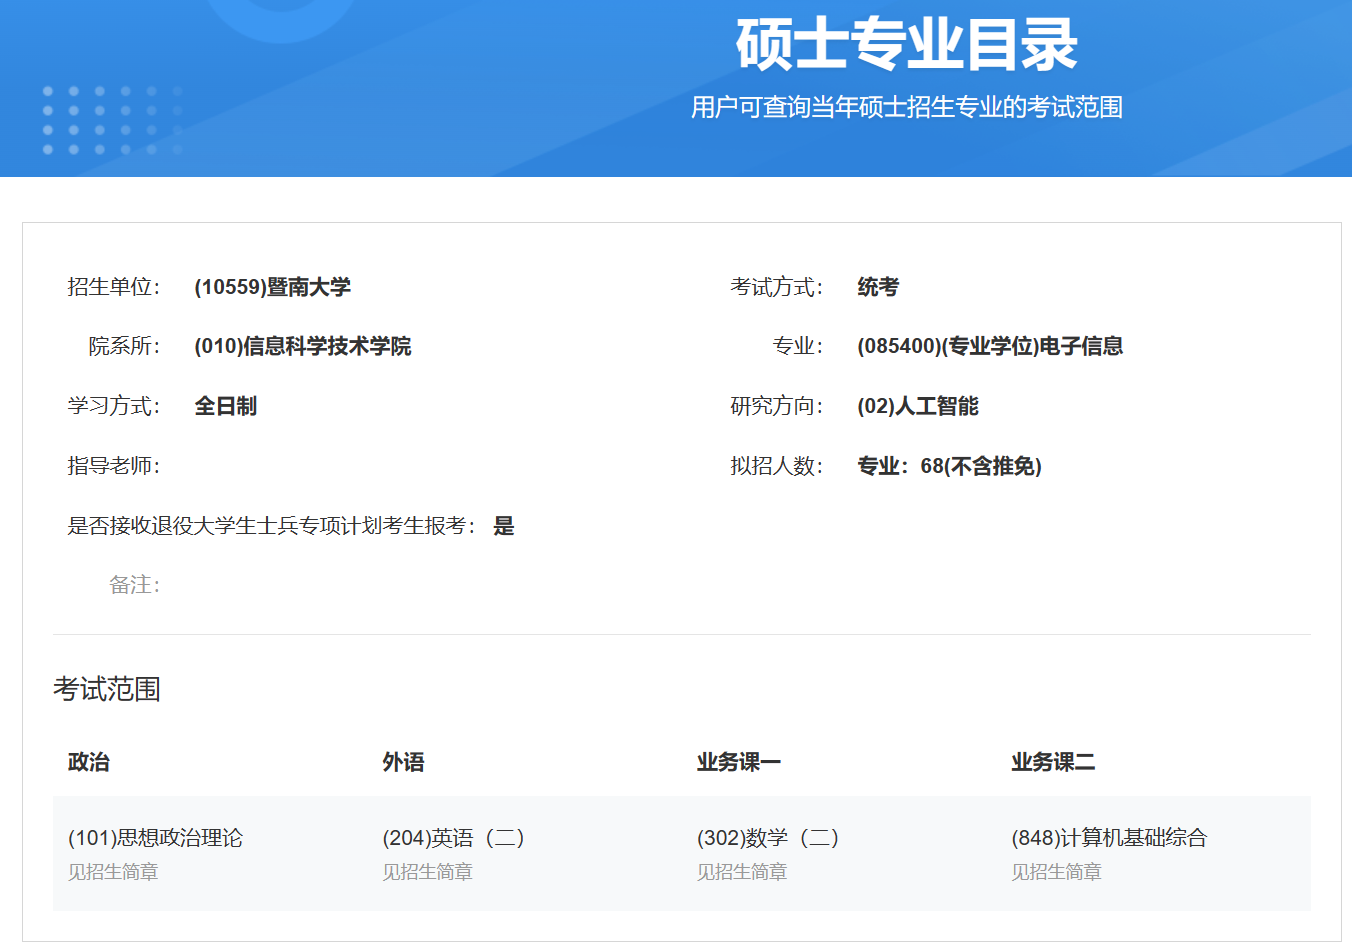 硕士专业目录
用户可查询当年硕士招生专业的考试范围
招生单位： (10559)暨南大学 考试方式： 统考
院系所： (010)信息科学技术学院 专业： (085400)(专业学位)电子信息
学习方式： 全日制 研究方向： (02)人工智能
指导老师： 拟招人数： 专业：68(不含推免)
是否接收退役大学生士兵专项计划考生报考： 是
备注：
考试范围
政治 外语 业务课一 业务课二
(101)思想政治理论 (204)英语（二） (302)数学（二） (848)计算机基础综合
见招生简章 见招生简章 见招生简章 见招生简章